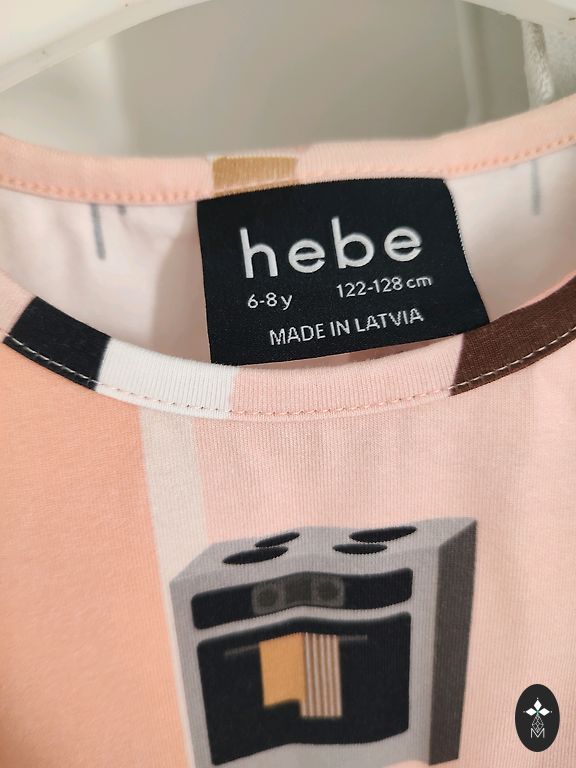 hebe
6-8 y 122-128 cm
MADE IN LATVIA